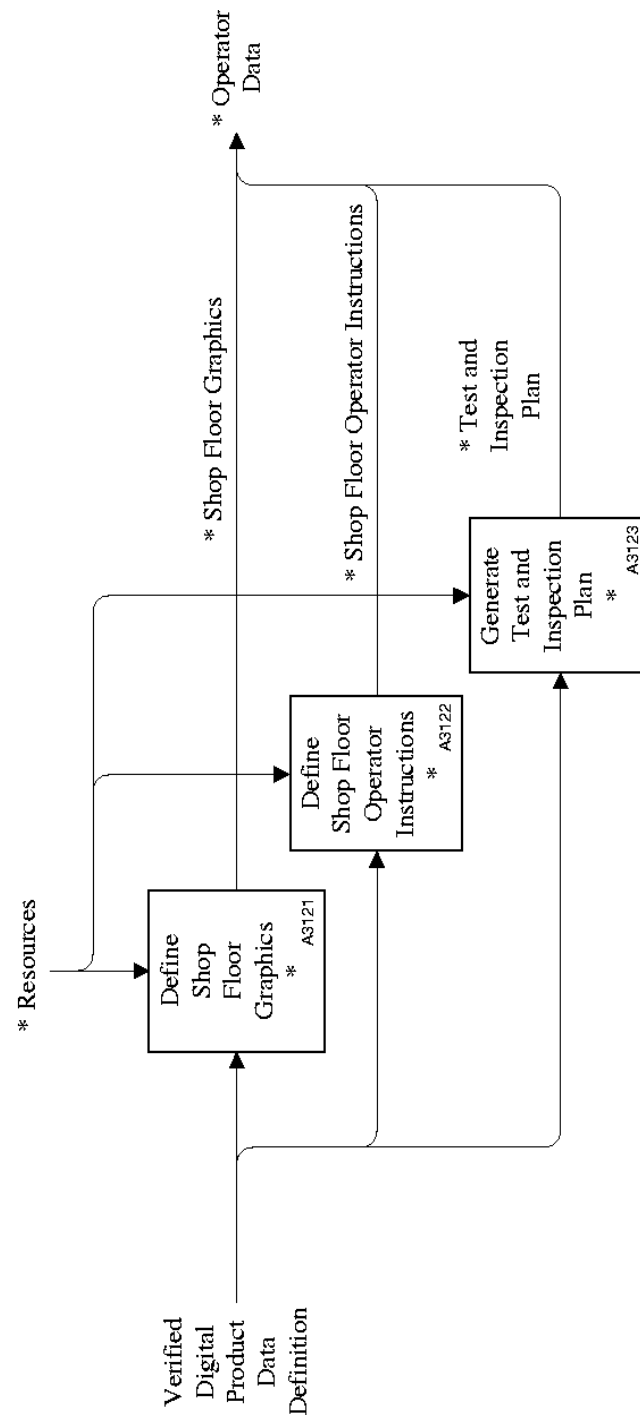 * Resources
Verified
Digital
Product
Data
Definition
Define
Shop
Floor
Graphics
*
A3121
* Shop Floor Graphics
* Operator
Data
Define
Shop Floor
Operator
Instructions
*
A3122
* Shop Floor Operator Instructions
Generate
Test and
Inspection
Plan
*
A3123
* Test and
Inspection
Plan